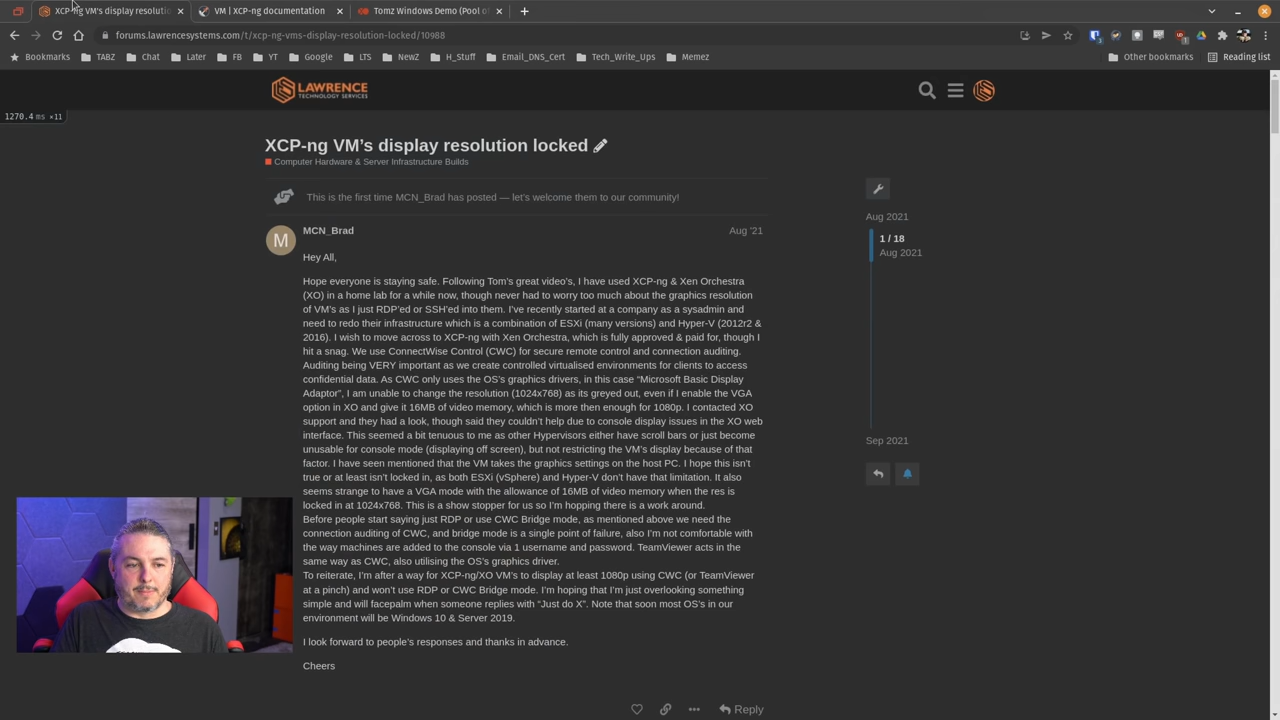 XCP-ng VM's display resolutio
VM | XCP-ng documentation
Tomz Windows Demo (Pool o
forums.lawrencesystems.com/t/xcp-ng-vms-display-resolution-locked/10988
Bookmarks
TABZ
Chat
Later
FB
YT
Google
LTS
NewZ
H_Stuff
Email_DNS_Cert
Tech_Write_Ups
Memez
Other bookmarks
Reading list
LAWRENCE
TECHNOLOGY SERVICES
1270.4 ms ×11
XCP-ng VM's display resolution locked
Computer Hardware & Server Infrastructure Builds
This is the first time MCN_Brad has posted — let's welcome them to our community!
Aug 2021
1 / 18
Aug 2021
Sep 2021
M
MCN_Brad
Aug '21
Hey All,
Hope everyone is staying safe. Following Tom's great video's, I have used XCP-ng & Xen Orchestra
(XO) in a home lab for a while now, though never had to worry too much about the graphics resolution
of VM's as I just RDP'ed or SSH'ed into them. I've recently started at a company as a sysadmin and
need to redo their infrastructure which is a combination of ESXi (many versions) and Hyper-V (2012r2 &
2016). I wish to move across to XCP-ng with Xen Orchestra, which is fully approved & paid for, though I
hit a snag. We use ConnectWise Control (CWC) for secure remote control and connection auditing.
Auditing being VERY important as we create controlled virtualised environments for clients to access
confidential data. As CWC only uses the OS's graphics drivers, in this case “Microsoft Basic Display
Adaptor”, I am unable to change the resolution (1024x768) as its greyed out, even if I enable the VGA
option in XO and give it 16MB of video memory, which is more then enough for 1080p. I contacted XO
support and they had a look, though said they couldn't help due to console display issues in the XO web
interface. This seemed a bit tenuous to me as other Hypervisors either have scroll bars or just become
unusable for console mode (displaying off screen), but not restricting the VM's display because of that
factor. I have seen mentioned that the VM takes the graphics settings on the host PC. I hope this isn't
true or at least isn't locked in, as both ESXi (vSphere) and Hyper-V don't have that limitation. It also
seems strange to have a VGA mode with the allowance of 16MB of video memory when the res is
locked in at 1024x768. This is a show stopper for us so I'm hopping there is a work around.
Before people start saying just RDP or use CWC Bridge mode, as mentioned above we need the
connection auditing of CWC, and bridge mode is a single point of failure, also I'm not comfortable with
the way machines are added to the console via 1 username and password. TeamViewer acts in the
same way as CWC, also utilising the OS's graphics driver.
To reiterate, I'm after a way for XCP-ng/XO VM's to display at least 1080p using CWC (or TeamViewer
at a pinch) and won't use RDP or CWC Bridge mode. I'm hoping that I'm just overlooking something
simple and will facepalm when someone replies with “Just do X”. Note that soon most OS's in our
environment will be Windows 10 & Server 2019.
I look forward to people's responses and thanks in advance.
Cheers
Reply